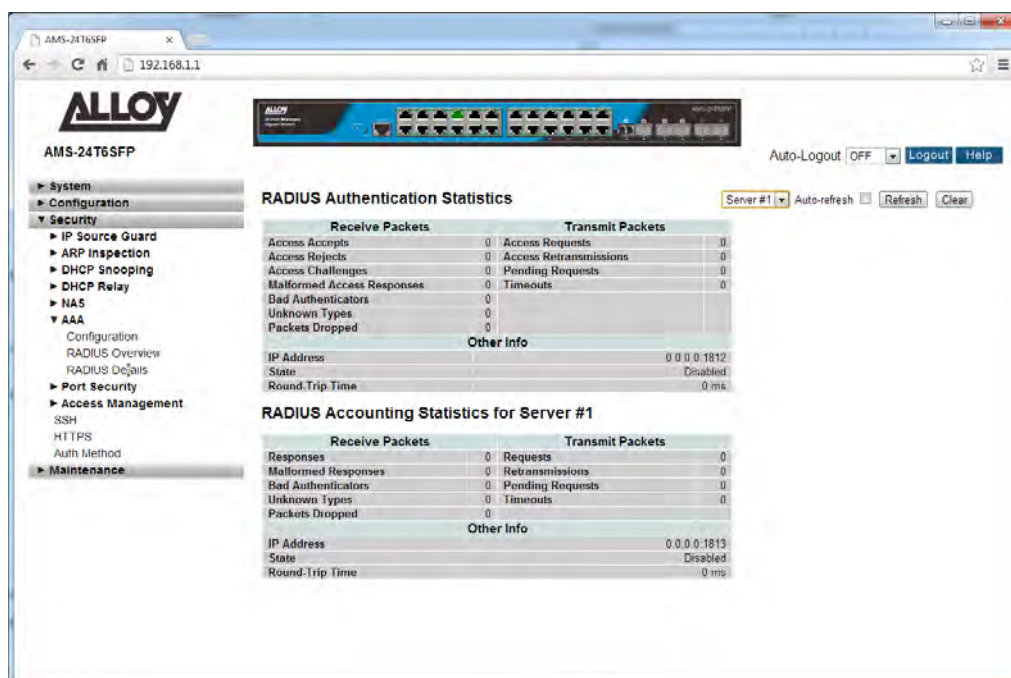 AMS-24T6SFP
192.168.1.1
ALLOY
ALLOY
AMS-24T6SFP
Auto-Logout OFF Logout Help
► System
► Configuration
▼ Security
► IP Source Guard
► ARP Inspection
► DHCP Snooping
► DHCP Relay
► NAS
▼ AAA
Configuration
RADIUS Overview
RADIUS Details
► Port Security
► Access Management
SSH
HTTPS
Auth Method
► Maintenance
RADIUS Authentication Statistics
Server #1 Auto-refresh Refresh Clear
Receive Packets Transmit Packets
Access Accepts 0 Access Requests 0
Access Rejects 0 Access Retransmissions 0
Access Challenges 0 Pending Requests 0
Malformed Access Responses 0 Timeouts 0
Bad Authenticators 0
Unknown Types 0
Packets Dropped 0
Other Info
IP Address 0.0.0.0:1812
State Disabled
Round-Trip Time 0 ms
RADIUS Accounting Statistics for Server #1
Receive Packets Transmit Packets
Responses 0 Requests 0
Malformed Responses 0 Retransmissions 0
Bad Authenticators 0 Pending Requests 0
Unknown Types 0 Timeouts 0
Packets Dropped 0
Other Info
IP Address 0.0.0.0:1813
State Disabled
Round-Trip Time 0 ms